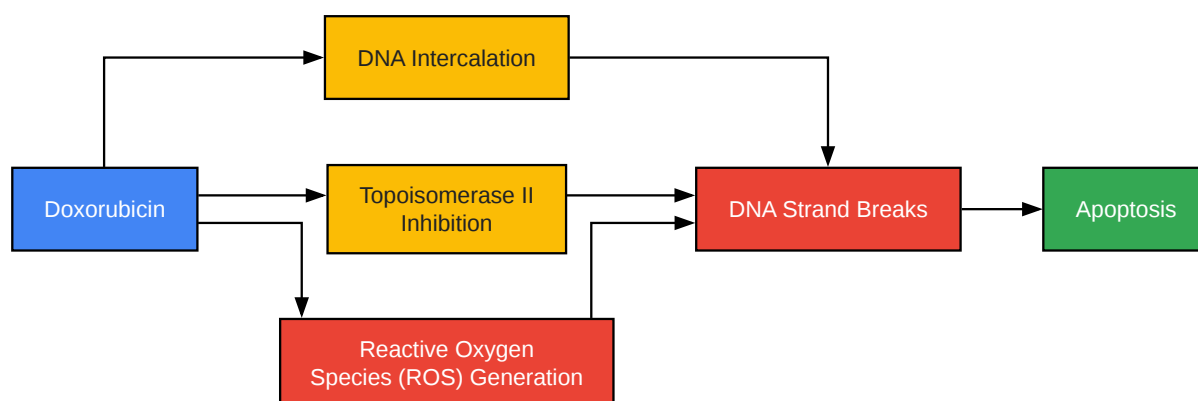 DNA Intercalation
Doxorubicin
Topoisomerase II
Inhibition
DNA Strand Breaks
Apoptosis
Reactive Oxygen
Species (ROS) Generation